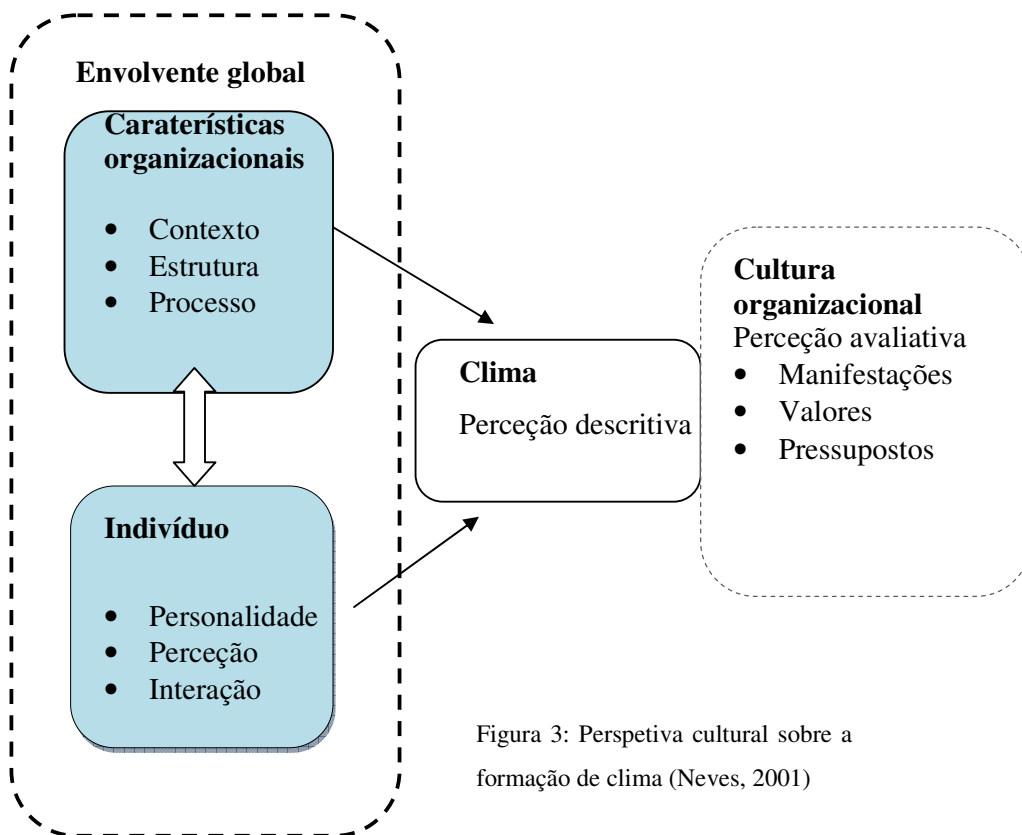 Envolvente global
Caraterísticas
organizacionais
• Contexto
• Estrutura
• Processo
Indivíduo
• Personalidade
• Perceção
• Interação
Clima
Perceção descritiva
Cultura
organizacional
Perceção avaliativa
• Manifestações
• Valores
• Pressupostos
Figura 3: Perspetiva cultural sobre a
formação de clima (Neves, 2001)